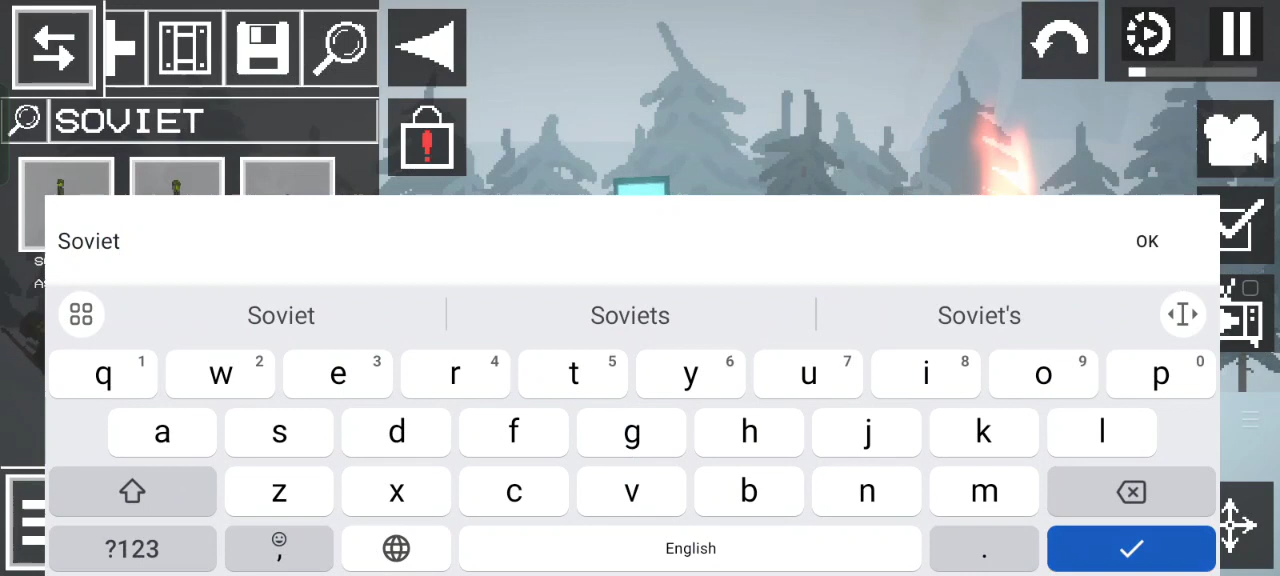 SOVIET
Soviet
OK
Soviet
Soviets
Soviet's
q 1 w 2 e 3 r 4 t 5 y 6 u 7 i 8 o 9 p 0
a s d f g h j k l
z x c v b n m
?123 , English .